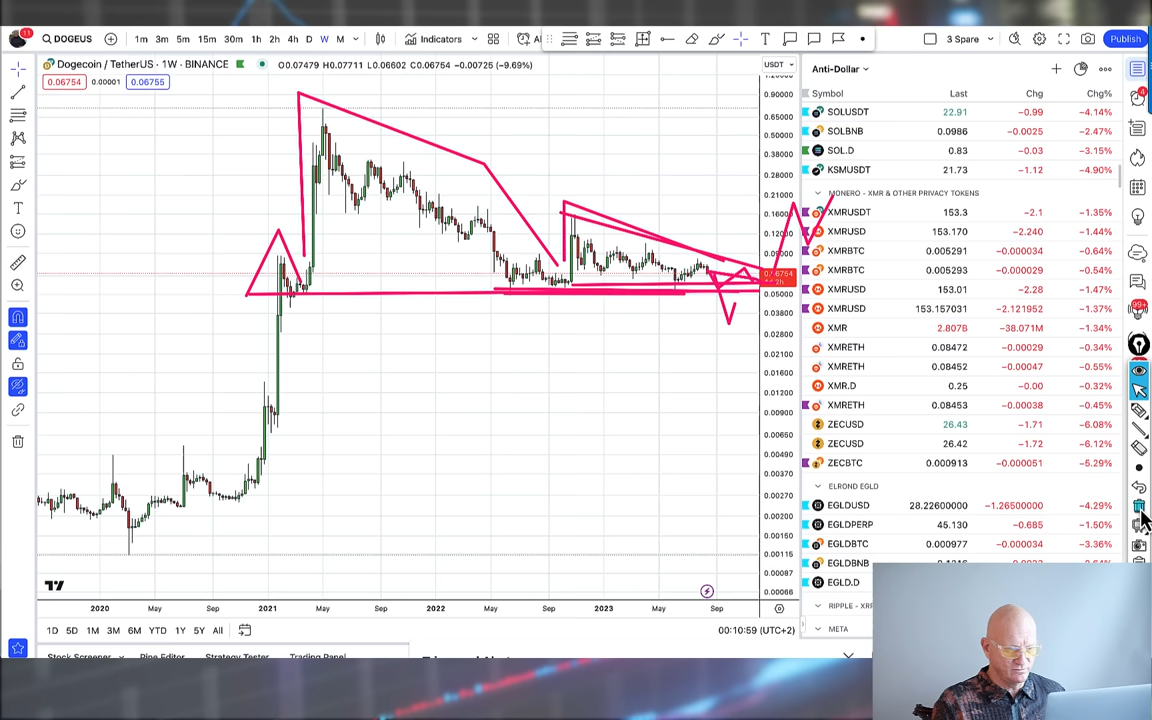 11
DOGEUS
1m 3m 5m 15m 30m 1h 2h 4h D W M
Indicators
3 Spare
Publish
Dogecoin / TetherUS · 1W · BINANCE
O0.07479 H0.07711 L0.06602 C0.06754 −0.00725 (−9.69%)
USDT
0.06754 0.00001 0.06755
0.90000
0.65000
0.50000
0.38000
0.28000
0.21000
0.05000
0.03800
0.02800
0.02100
0.01600
0.01200
0.00900
0.00650
0.00490
0.00370
0.00270
0.00200
0.00150
0.00115
0.00087
0.00066
2020 May Sep 2021 May Sep 2022 May Sep 2023 May Sep
1D 5D 1M 3M 6M YTD 1Y 5Y All
00:10:59 (UTC+2)
Stock Screener Pine Editor Strategy Tester Trading Panel
Anti-Dollar
Symbol Last Chg Chg%
SOLUSDT 22.91 −0.99 −4.14%
SOLBNB 0.0986 −0.0025 −2.47%
SOL.D 0.83 −0.03 −3.15%
KSMUSDT 21.73 −1.12 −4.90%
MONERO - XMR & OTHER PRIVACY TOKENS
XMRUSDT 153.3 −2.1 −1.35%
XMRUSD 153.170 −2.240 −1.44%
XMRBTC 0.005291 −0.000034 −0.64%
XMRBTC 0.005293 −0.000029 −0.54%
XMRUSD 153.01 −2.28 −1.47%
XMRUSD 153.157031 −2.121952 −1.37%
XMR 2.807B −38.071M −1.34%
XMRETH 0.08472 −0.00029 −0.34%
XMRETH 0.08452 −0.00047 −0.55%
XMR.D 0.25 −0.00 −0.32%
XMRETH 0.08453 −0.00038 −0.45%
ZECUSD 26.43 −1.71 −6.08%
ZECUSD 26.42 −1.72 −6.12%
ZECBTC 0.000913 −0.000051 −5.29%
ELROND EGLD
EGLDUSD 28.22600000 −1.26500000 −4.29%
EGLDPERP 45.130 −0.685 −1.50%
EGLDBTC 0.000977 −0.000034 −3.36%
EGLDBNB
EGLD.D
RIPPLE - XRP
META
4
99+